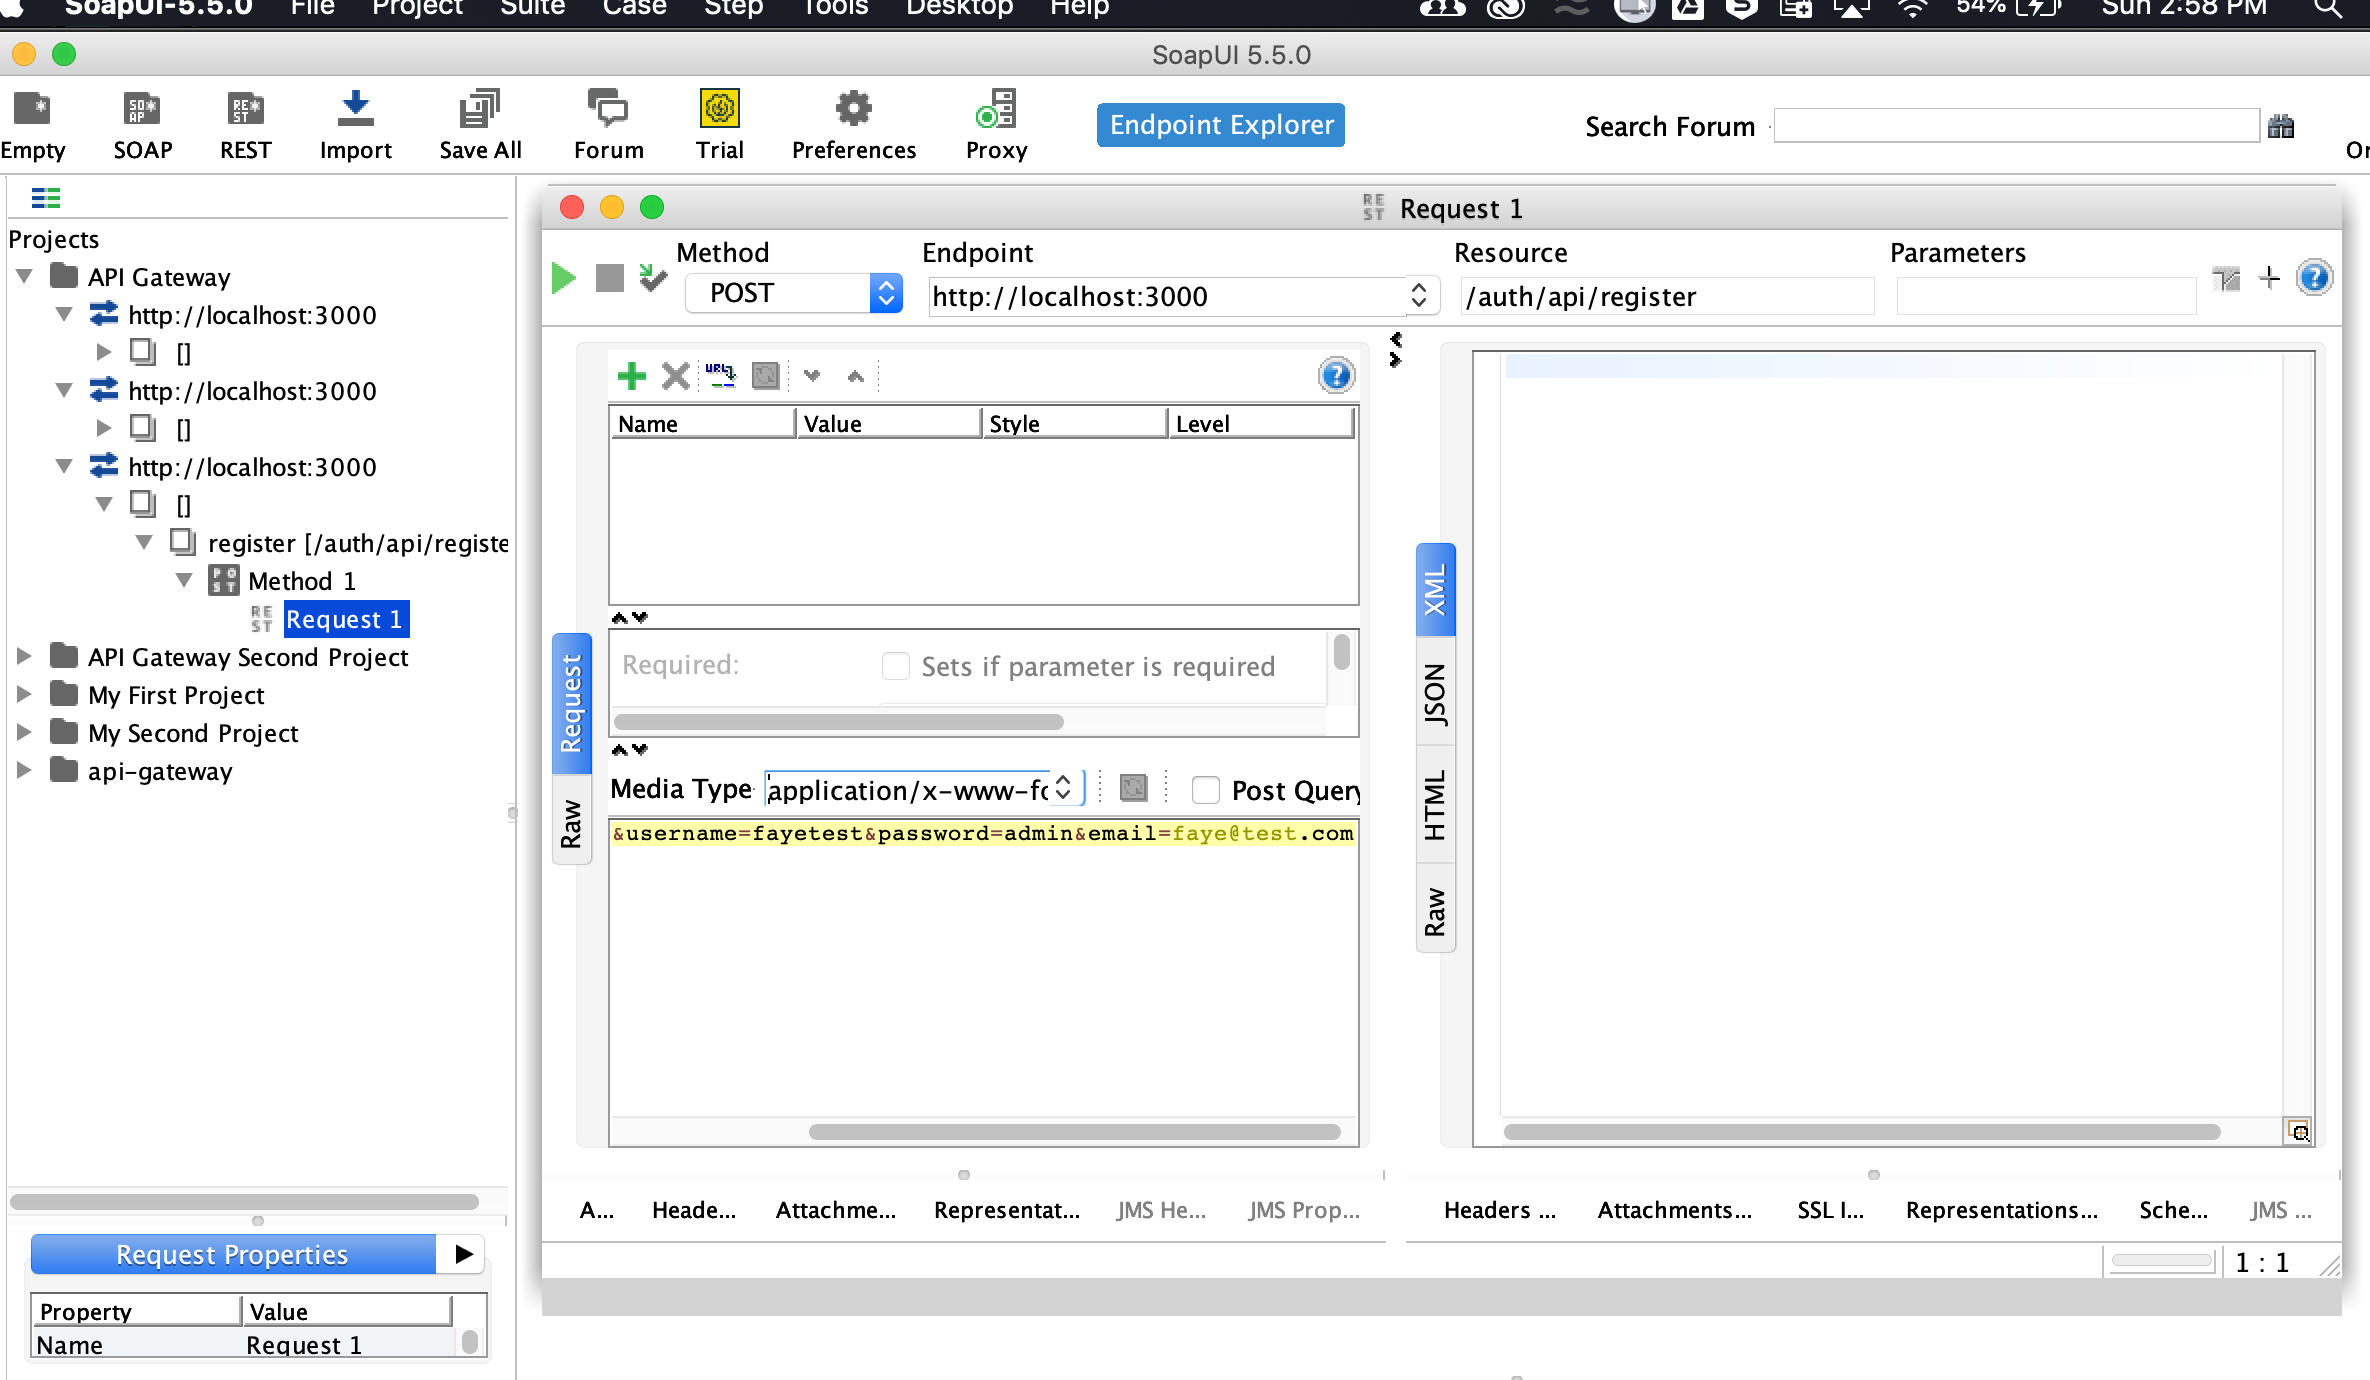 SoapUI-5.5.0 File Project Suite Case Step Tools Desktop Help 54% Sun 2:58 PM
SoapUI 5.5.0
Empty SOAP REST Import Save All Forum Trial Preferences Proxy Endpoint Explorer Search Forum
Projects
API Gateway
http://localhost:3000
[]
http://localhost:3000
[]
http://localhost:3000
[]
register [/auth/api/registe
POST Method 1
REST Request 1
API Gateway Second Project
My First Project
My Second Project
api-gateway
Request Properties
Property Value
Name Request 1
REST Request 1
Method Endpoint Resource Parameters
POST http://localhost:3000 /auth/api/register
Name Value Style Level
Required: Sets if parameter is required
Media Type application/x-www-fo Post Query
&username=fayetest&password=admin&email=faye@test.com
Request
Raw
XML
JSON
HTML
Raw
A... Heade... Attachme... Representat... JMS He... JMS Prop...
Headers ... Attachments... SSL I... Representations... Sche... JMS ...
1 : 1